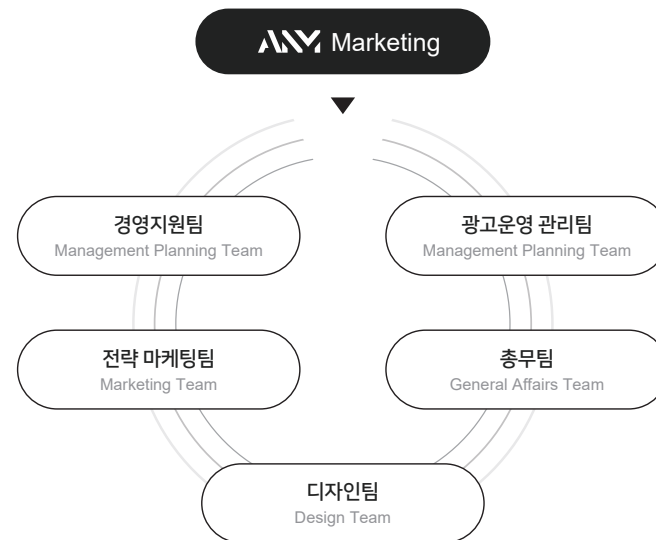 ANM Marketing
경영지원팀
Management Planning Team
광고운영 관리팀
Management Planning Team
전략 마케팅팀
Marketing Team
총무팀
General Affairs Team
디자인팀
Design Team